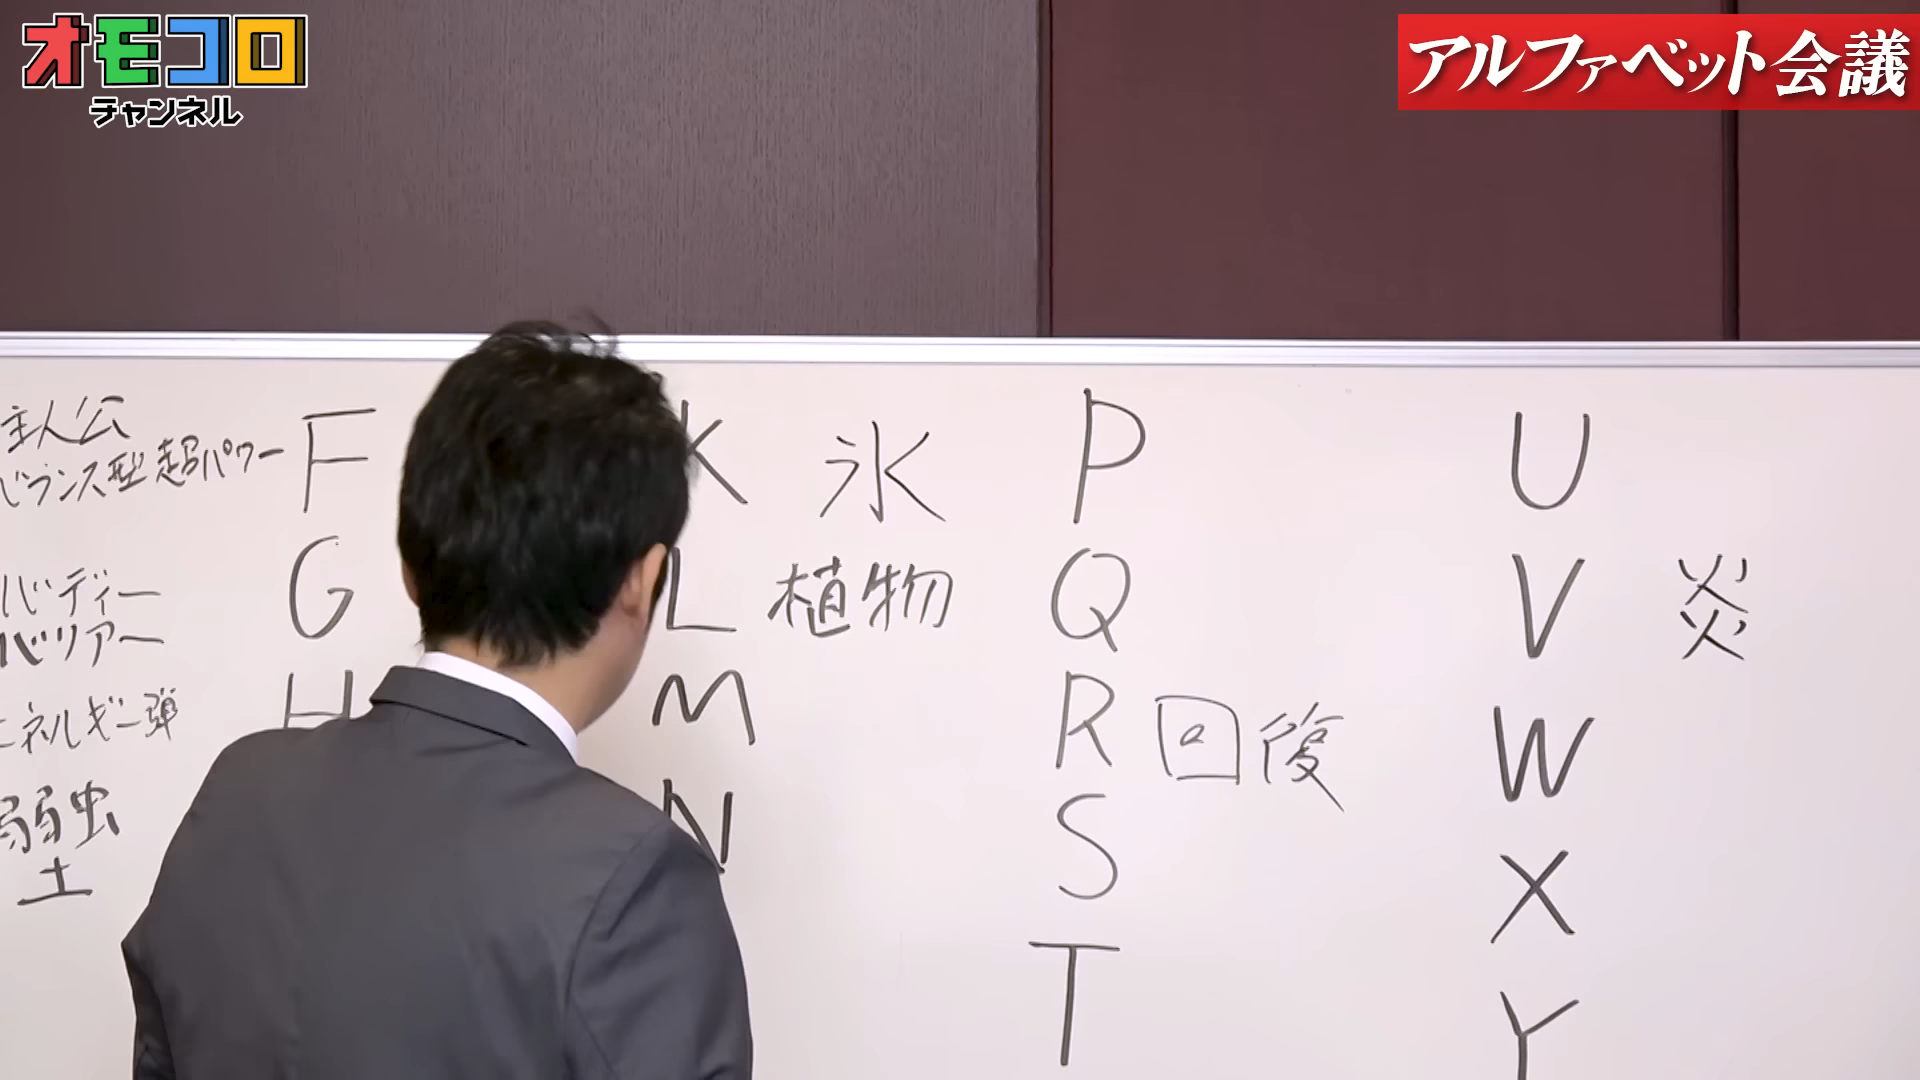 オモコロ
チャンネル
アルファベット会議
主人公
バランス型 超パワー
バディー
バリアー
エネルギー弾
弱虫
土
F
G
H
K 氷
L 植物
M
N
P
Q
R 回復
S
T
U
V 炎
W
X
Y